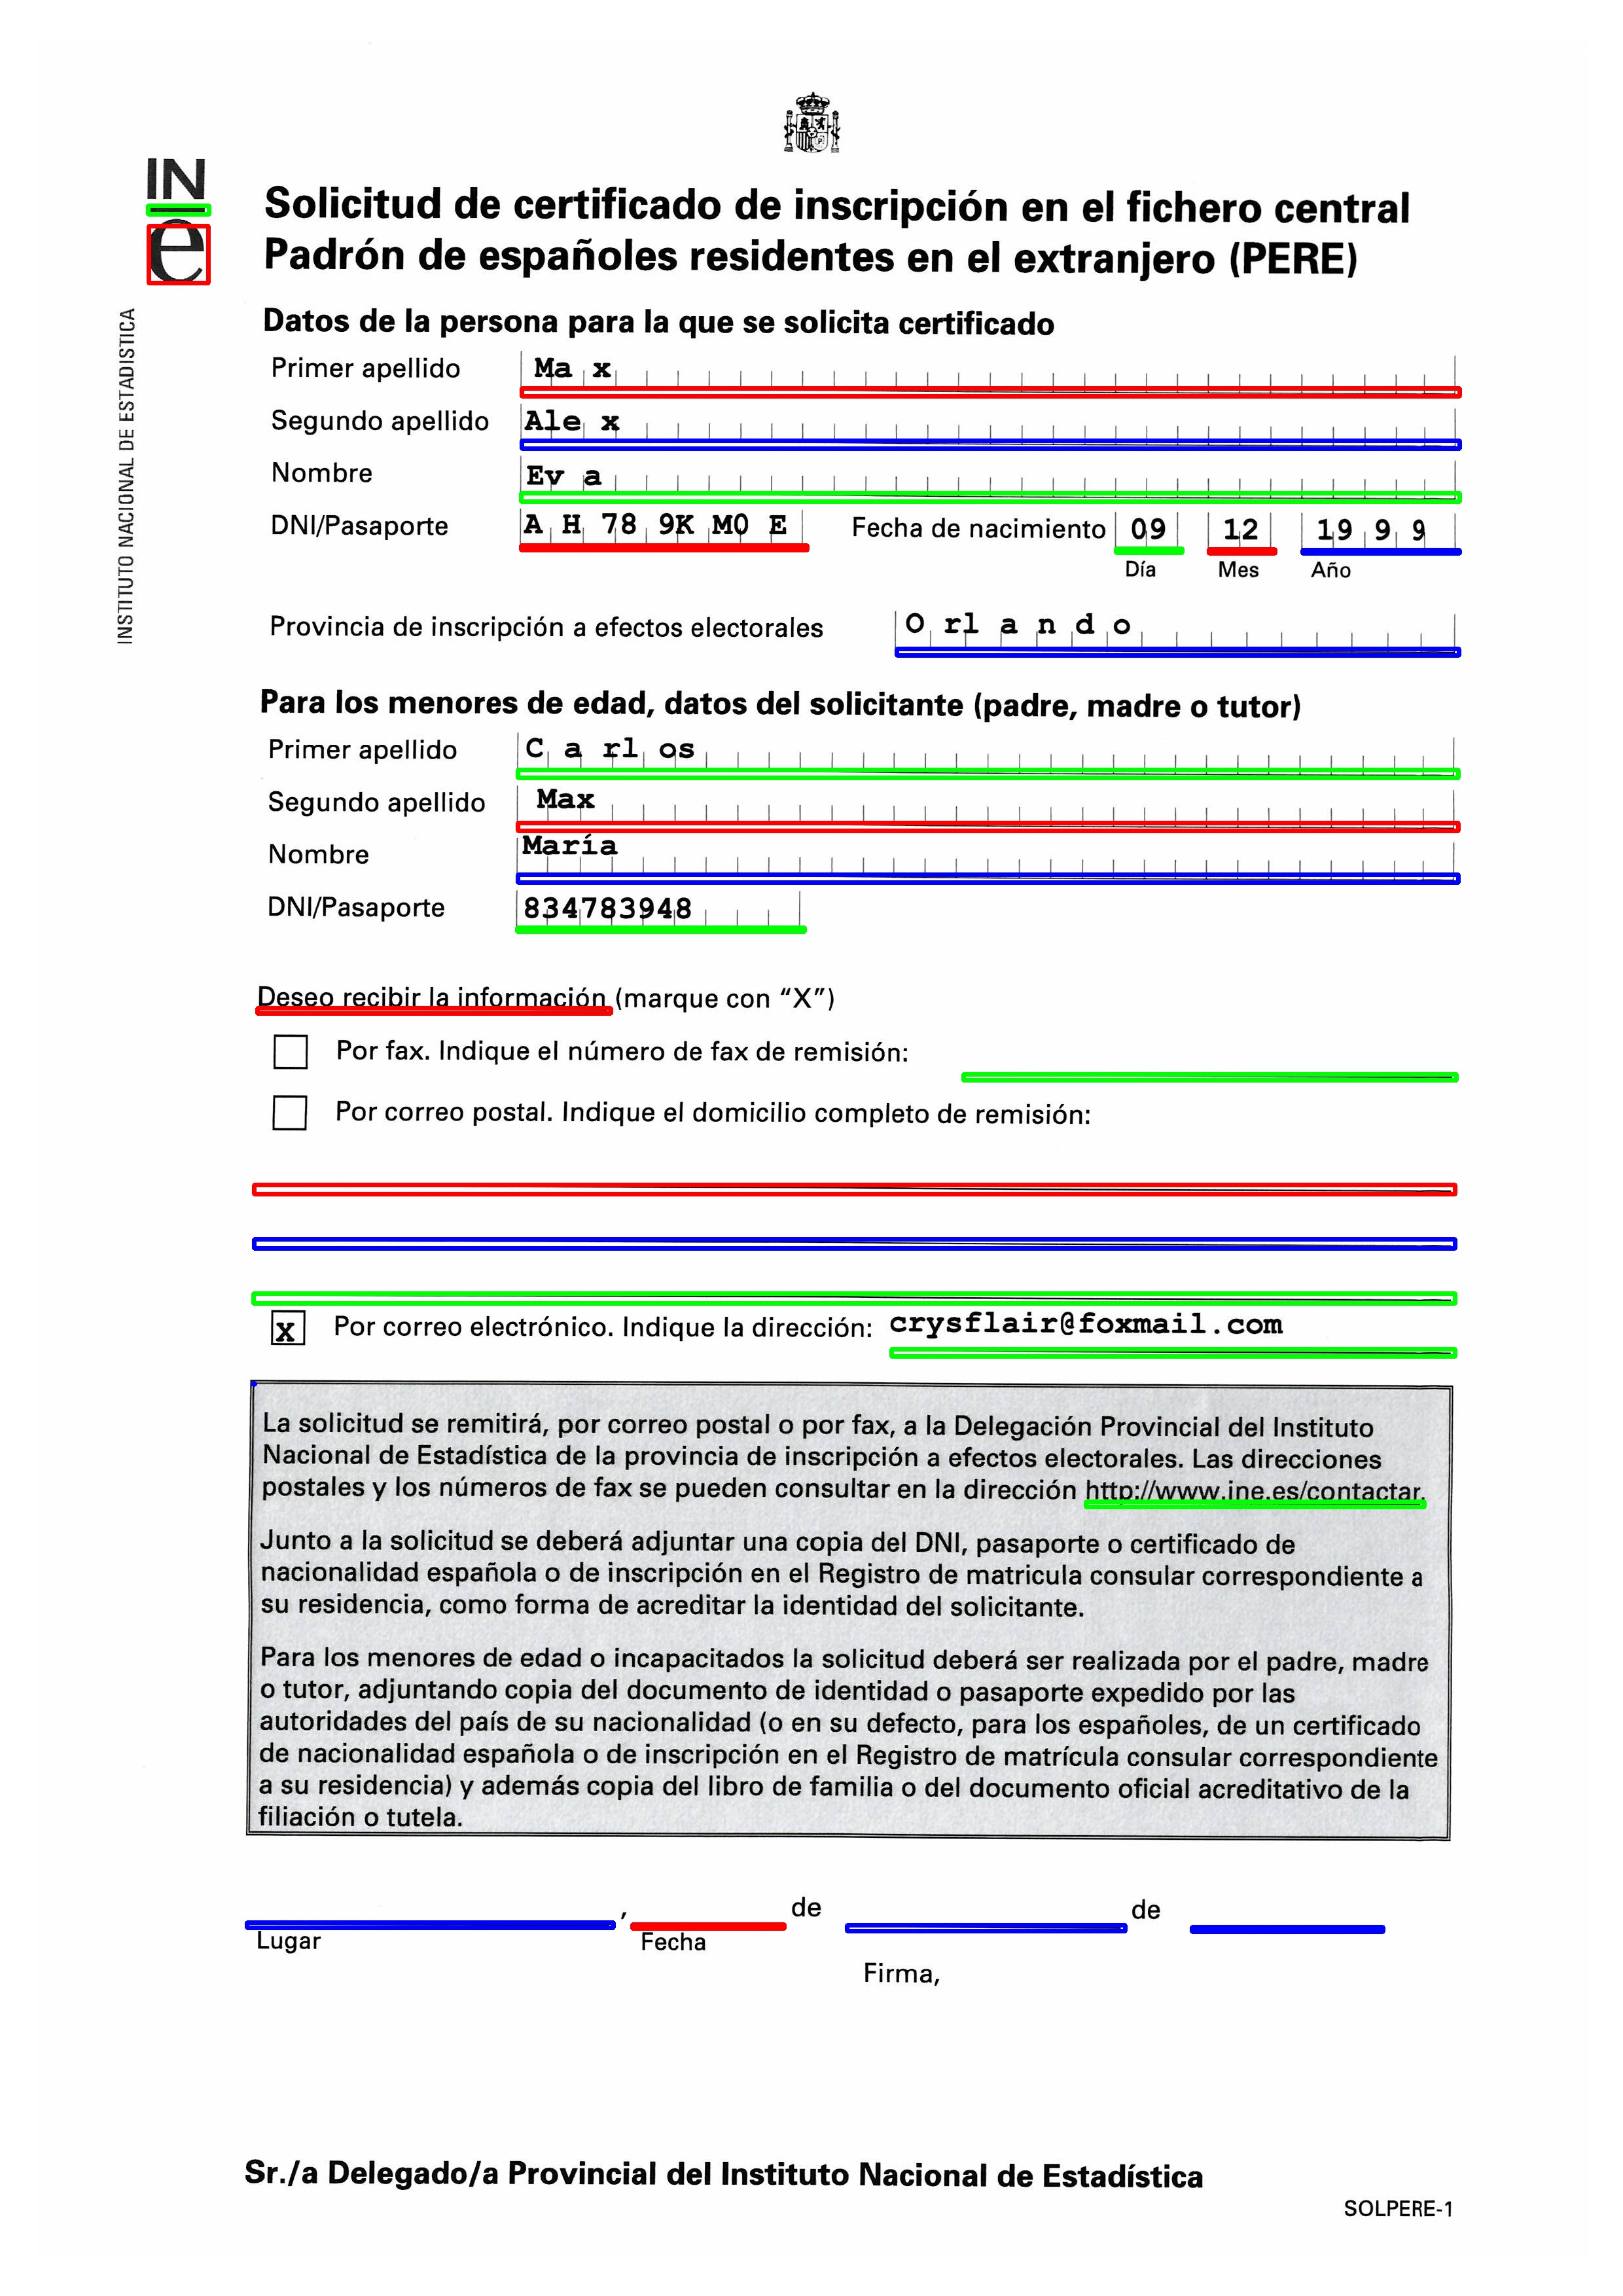 IN
e
INSTITUTO NACIONAL DE ESTADISTICA
Solicitud de certificado de inscripción en el fichero central
Padrón de españoles residentes en el extranjero (PERE)
Datos de la persona para la que se solicita certificado
Primer apellido Ma x
Segundo apellido Ale x
Nombre Ev a
DNI/Pasaporte A H 78 9K M0 E Fecha de nacimiento 09 12 19 9 9
Día Mes Año
Provincia de inscripción a efectos electorales O rl a n d o
Para los menores de edad, datos del solicitante (padre, madre o tutor)
Primer apellido C a rl os
Segundo apellido Max
Nombre María
DNI/Pasaporte 834783948
Deseo recibir la información (marque con “X”)
Por fax. Indique el número de fax de remisión:
Por correo postal. Indique el domicilio completo de remisión:
x Por correo electrónico. Indique la dirección: crysflair@foxmail.com
La solicitud se remitirá, por correo postal o por fax, a la Delegación Provincial del Instituto
Nacional de Estadística de la provincia de inscripción a efectos electorales. Las direcciones
postales y los números de fax se pueden consultar en la dirección http://www.ine.es/contactar.
Junto a la solicitud se deberá adjuntar una copia del DNI, pasaporte o certificado de
nacionalidad española o de inscripción en el Registro de matricula consular correspondiente a
su residencia, como forma de acreditar la identidad del solicitante.
Para los menores de edad o incapacitados la solicitud deberá ser realizada por el padre, madre
o tutor, adjuntando copia del documento de identidad o pasaporte expedido por las
autoridades del país de su nacionalidad (o en su defecto, para los españoles, de un certificado
de nacionalidad española o de inscripción en el Registro de matrícula consular correspondiente
a su residencia) y además copia del libro de familia o del documento oficial acreditativo de la
filiación o tutela.
, de de
Lugar Fecha
Firma,
Sr./a Delegado/a Provincial del Instituto Nacional de Estadística
SOLPERE-1